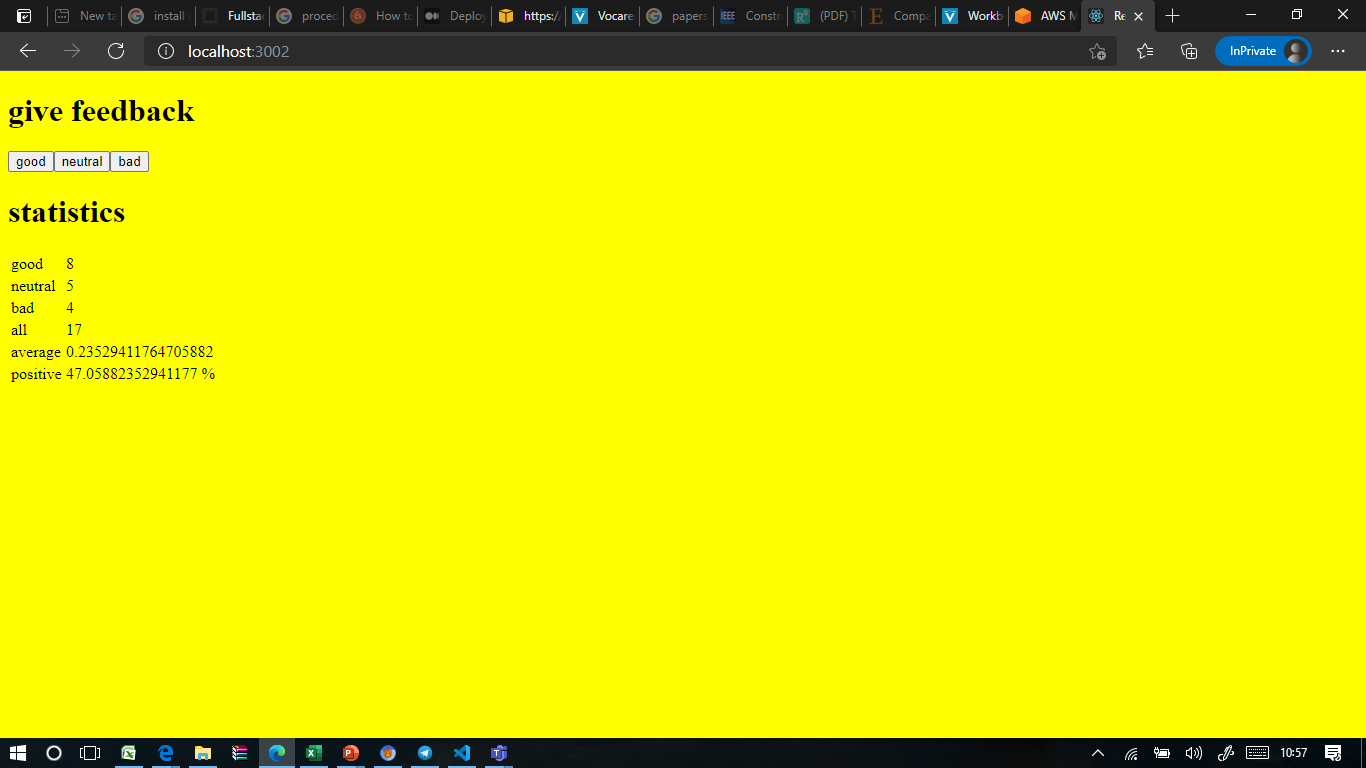 New ta
install
Fullsta
proced
How to
Deploy
https:/
Vocare
papers
IEEE Constr
(PDF) T
Compa
Workb
AWS M
Re
localhost:3002
InPrivate
give feedback
good neutral bad
statistics
good 8
neutral 5
bad 4
all 17
average 0.23529411764705882
positive 47.05882352941177 %
10:57